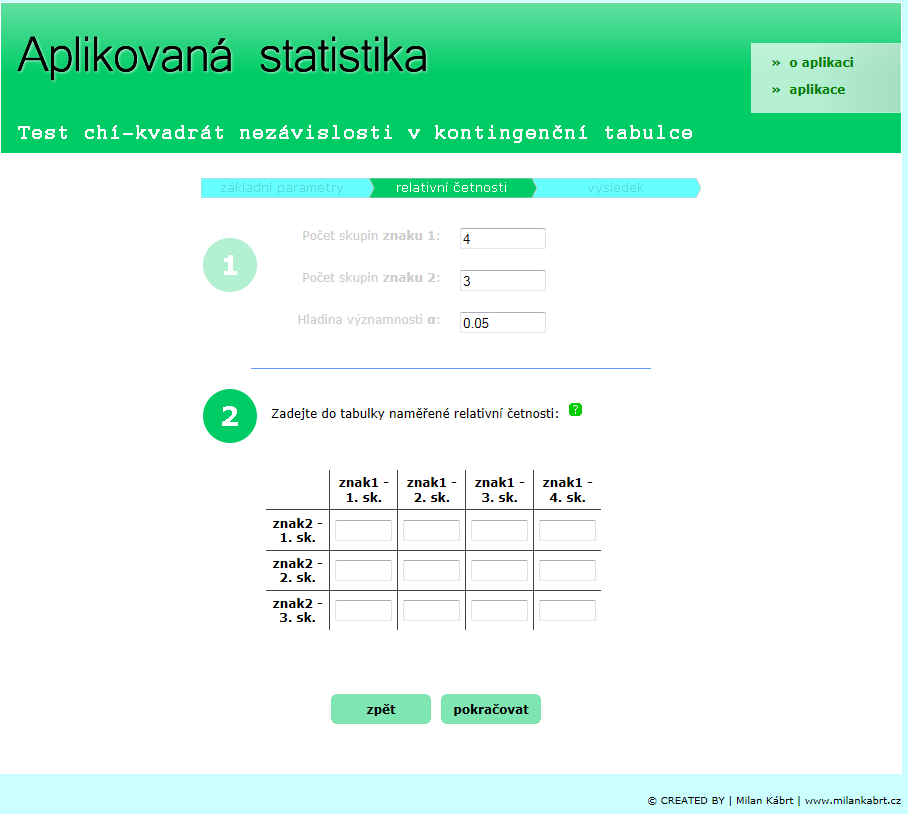 Aplikovaná statistika
» o aplikaci
» aplikace
Test chí-kvadrát nezávislosti v kontingenční tabulce
základní parametry relativní četnosti výsledek
1
Počet skupin znaku 1: 4
Počet skupin znaku 2: 3
Hladina významnosti α: 0.05
2
Zadejte do tabulky naměřené relativní četnosti: ?
znak1 - 1. sk.
znak1 - 2. sk.
znak1 - 3. sk.
znak1 - 4. sk.
znak2 - 1. sk.
znak2 - 2. sk.
znak2 - 3. sk.
zpět pokračovat
© CREATED BY | Milan Kábrt | www.milankabrt.cz